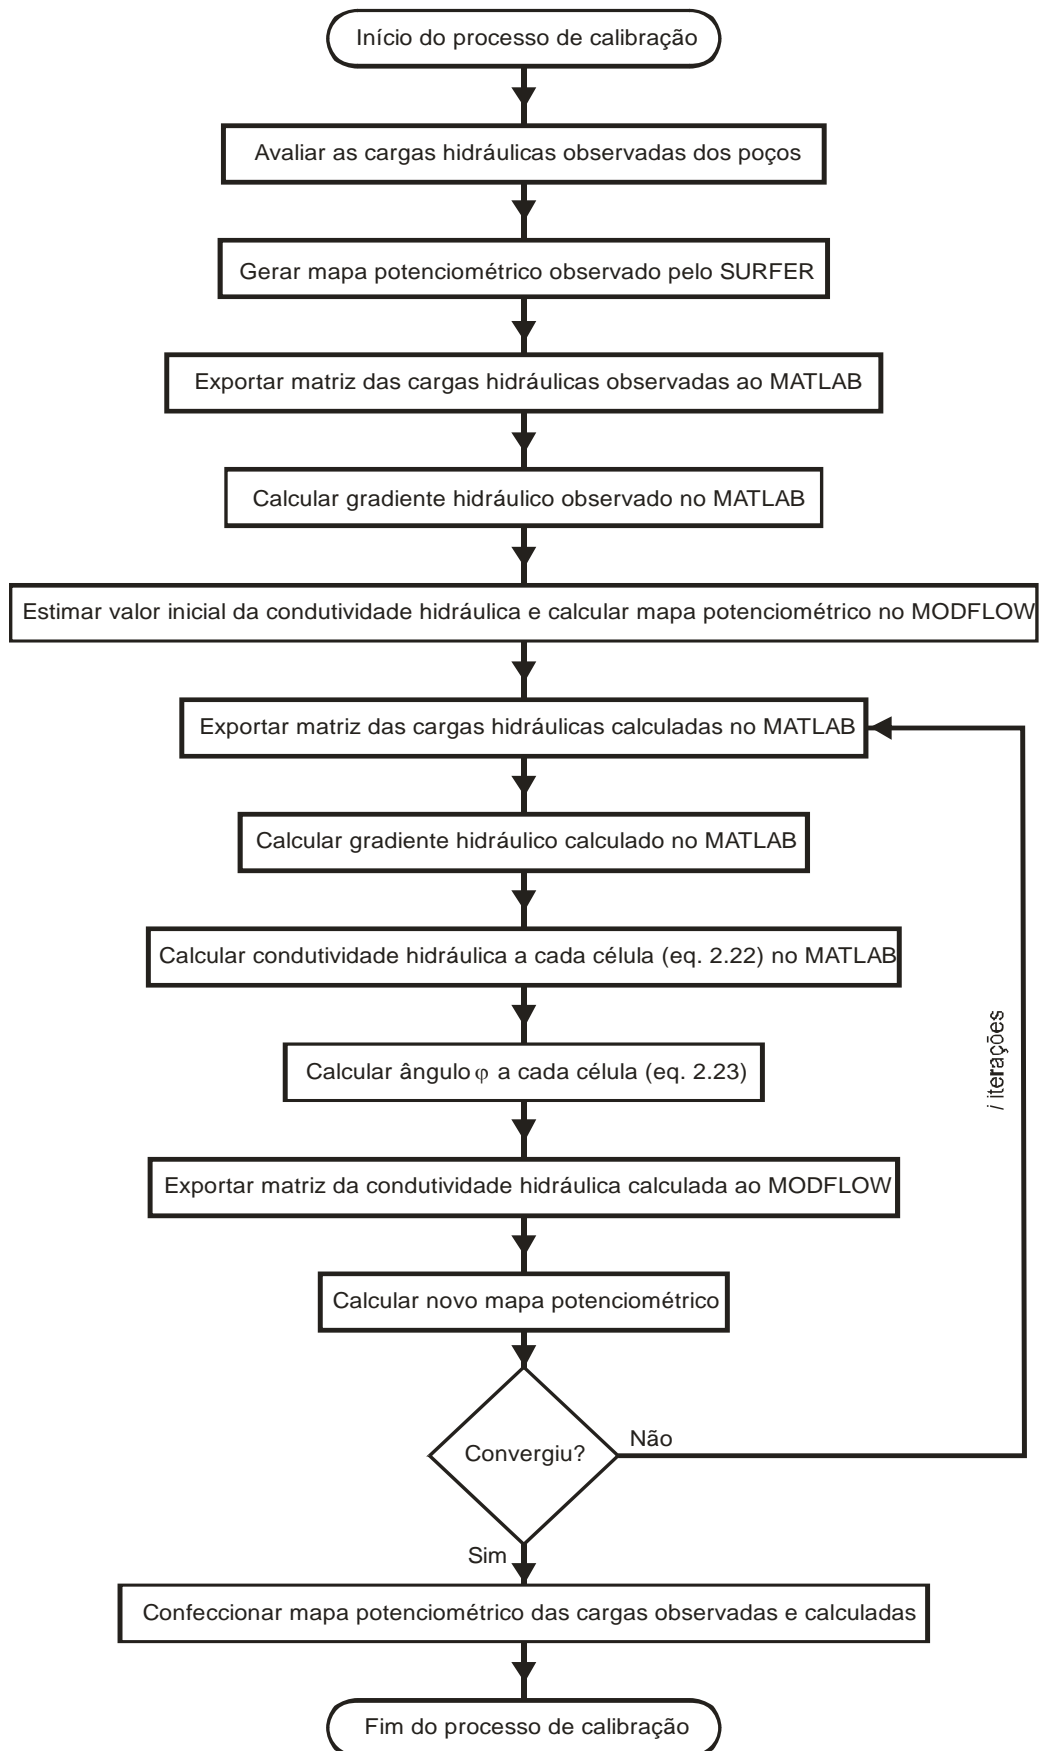 Início do processo de calibração
Avaliar as cargas hidráulicas observadas dos poços
Gerar mapa potenciométrico observado pelo SURFER
Exportar matriz das cargas hidráulicas observadas ao MATLAB
Calcular gradiente hidráulico observado no MATLAB
Estimar valor inicial da condutividade hidráulica e calcular mapa potenciométrico no MODFLOW
Exportar matriz das cargas hidráulicas calculadas no MATLAB
Calcular gradiente hidráulico calculado no MATLAB
Calcular condutividade hidráulica a cada célula (eq. 2.22) no MATLAB
i iterações
Calcular ângulo φ a cada célula (eq. 2.23)
Exportar matriz da condutividade hidráulica calculada ao MODFLOW
Calcular novo mapa potenciométrico
Convergiu?
Não
Sim
Confeccionar mapa potenciométrico das cargas observadas e calculadas
Fim do processo de calibração